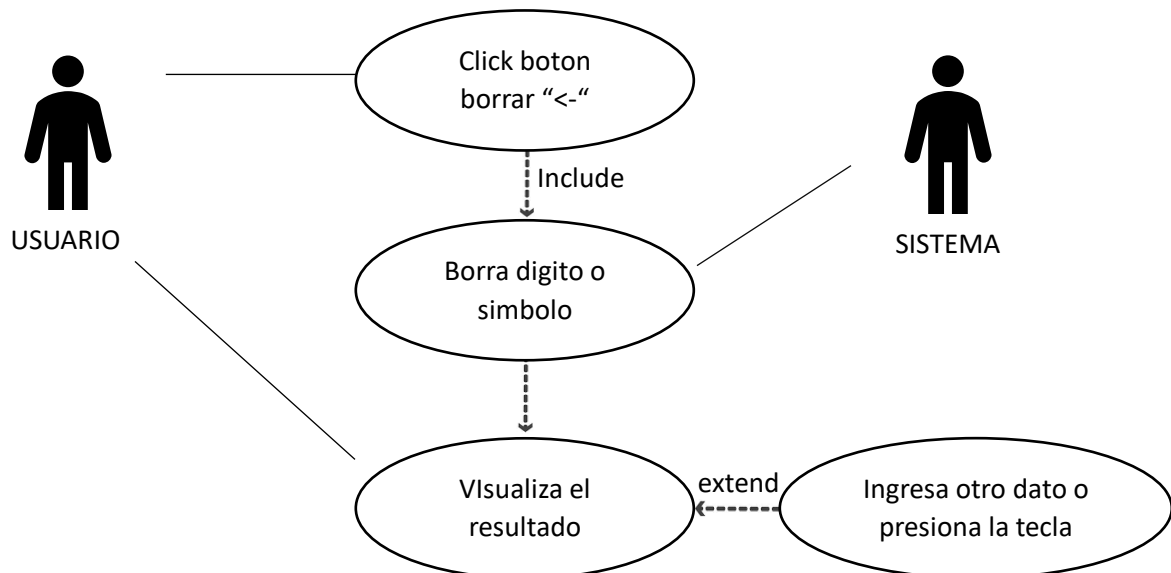 Click boton
borrar “<-“
Include
USUARIO
SISTEMA
Borra digito o
simbolo
VIsualiza el
resultado
extend
Ingresa otro dato o
presiona la tecla